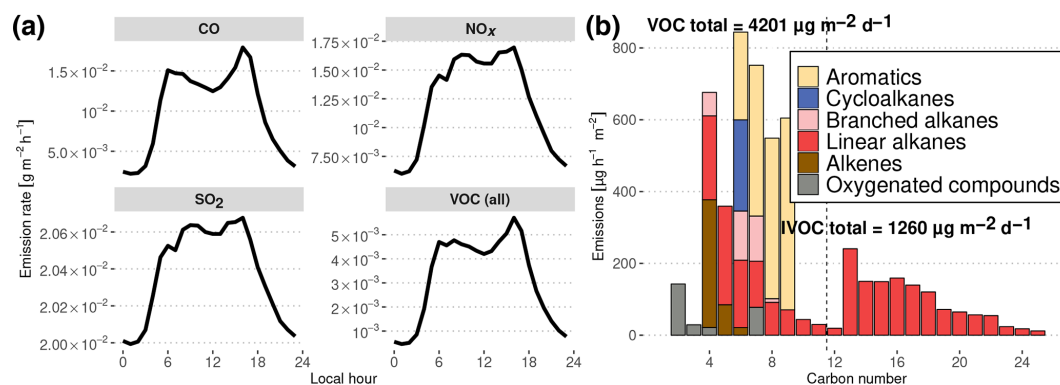 (a)
CO
NOx
1.5 × 10⁻²
10⁻²
5.0 × 10⁻³
1.75 × 10⁻²
1.50 × 10⁻²
1.25 × 10⁻²
10⁻²
7.50 × 10⁻³
Emission rate [g m⁻² h⁻¹]
SO₂
VOC (all)
2.06 × 10⁻²
2.04 × 10⁻²
2.02 × 10⁻²
2.00 × 10⁻²
5 × 10⁻³
4 × 10⁻³
3 × 10⁻³
2 × 10⁻³
10⁻³
0 6 12 18 24
0 6 12 18 24
Local hour
(b)
VOC total = 4201 µg m⁻² d⁻¹
Aromatics
Cycloalkanes
Branched alkanes
Linear alkanes
Alkenes
Oxygenated compounds
IVOC total = 1260 µg m⁻² d⁻¹
Emissions [µg h⁻¹ m⁻²]
800
600
400
200
0
4 8 12 16 20 24
Carbon number